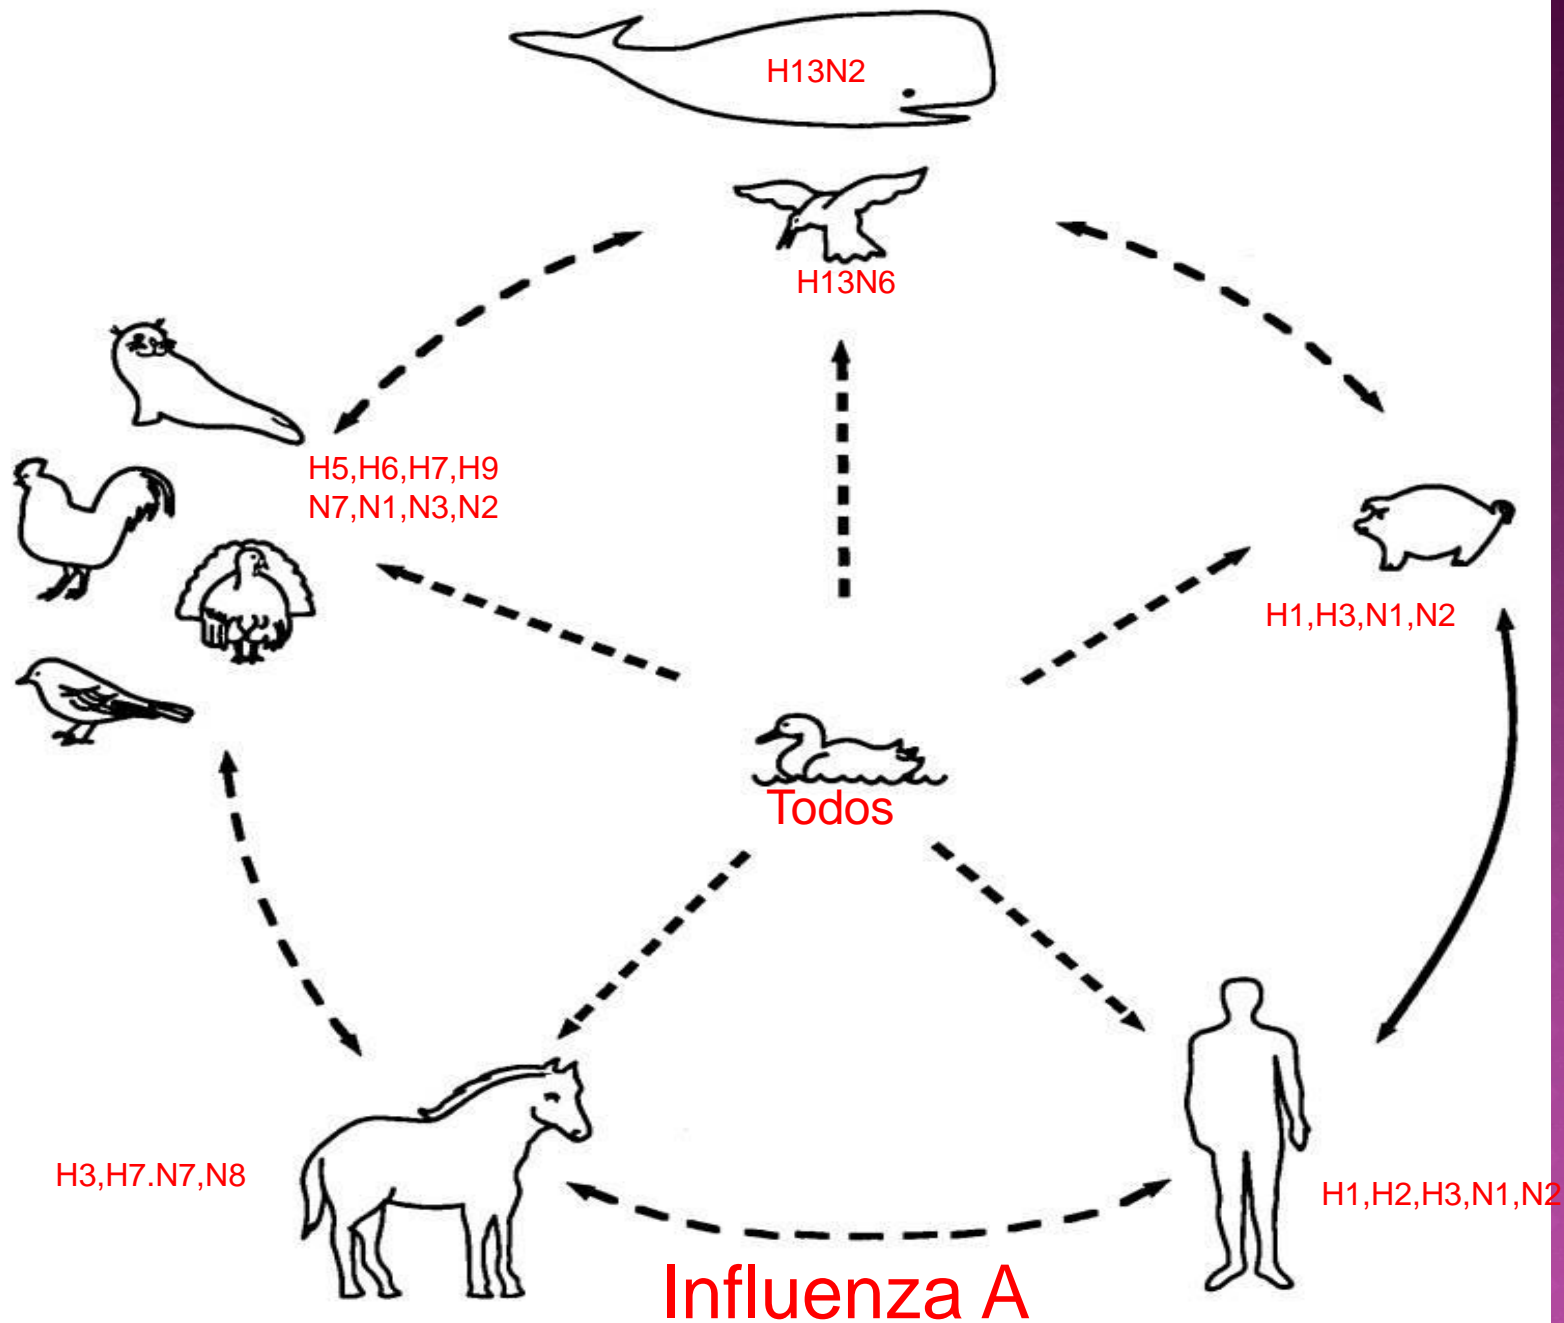 H13N2
H13N6
H5,H6,H7,H9
N7,N1,N3,N2
H1,H3,N1,N2
Todos
H3,H7.N7,N8
H1,H2,H3,N1,N2
Influenza A